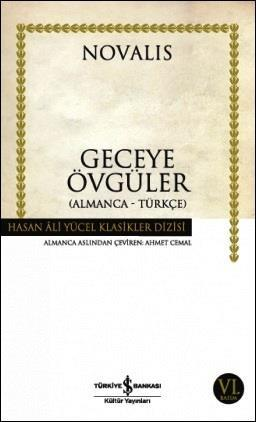 NOVALIS
GECEYE
ÖVGÜLER
(ALMANCA - TÜRKÇE)
HASAN ÂLİ YÜCEL KLASİKLER DİZİSİ
ALMANCA ASLINDAN ÇEVİREN: AHMET CEMAL
VI.
BASIM
TÜRKİYE İŞ BANKASI
Kültür Yayınları